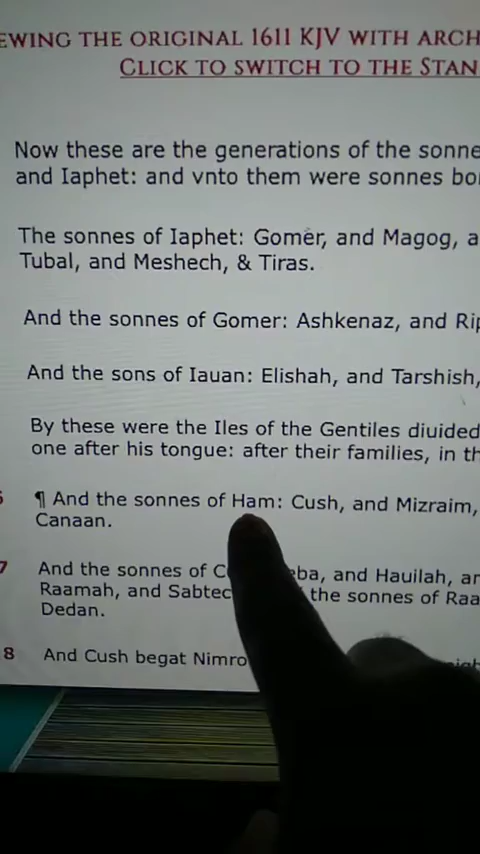 EWING THE ORIGINAL 1611 KJV WITH ARCH
CLICK TO SWITCH TO THE STAN
Now these are the generations of the sonne
and Iaphet: and vnto them were sonnes bo
The sonnes of Iaphet: Gomer, and Magog, a
Tubal, and Meshech, & Tiras.
And the sonnes of Gomer: Ashkenaz, and Rip
And the sons of Iauan: Elishah, and Tarshish,
By these were the Iles of the Gentiles diuided
one after his tongue: after their families, in th
¶ And the sonnes of Ham: Cush, and Mizraim,
Canaan.
7 And the sonnes of C eba, and Hauilah, an
Raamah, and Sabtec the sonnes of Raa
Dedan.
8 And Cush begat Nimro